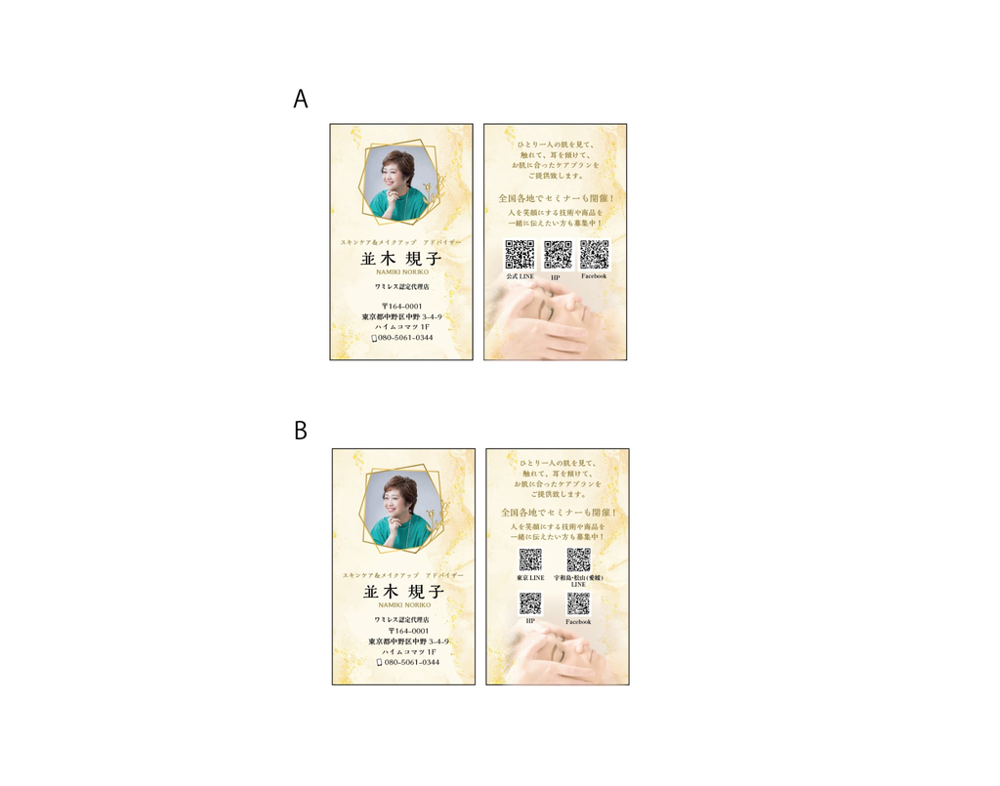 A
スキンケア&メイクアップ　アドバイザー
並木 規子
NAMIKI NORIKO
ワミレス認定代理店
〒164-0001
東京都中野区中野 3-4-9
ハイムコマツ 1F
080-5061-0344
ひとり一人の肌を見て、
触れて、耳を傾けて、
お肌に合ったケアプランを
ご提供致します。
全国各地でセミナーも開催！
人を笑顔にする技術や商品を
一緒に伝えたい方も募集中！
公式 LINE
HP
Facebook
B
スキンケア&メイクアップ　アドバイザー
並木 規子
NAMIKI NORIKO
ワミレス認定代理店
〒164-0001
東京都中野区中野 3-4-9
ハイムコマツ 1F
080-5061-0344
ひとり一人の肌を見て、
触れて、耳を傾けて、
お肌に合ったケアプランを
ご提供致します。
全国各地でセミナーも開催！
人を笑顔にする技術や商品を
一緒に伝えたい方も募集中！
東京 LINE
宇和島・松山(愛媛)
LINE
HP
Facebook